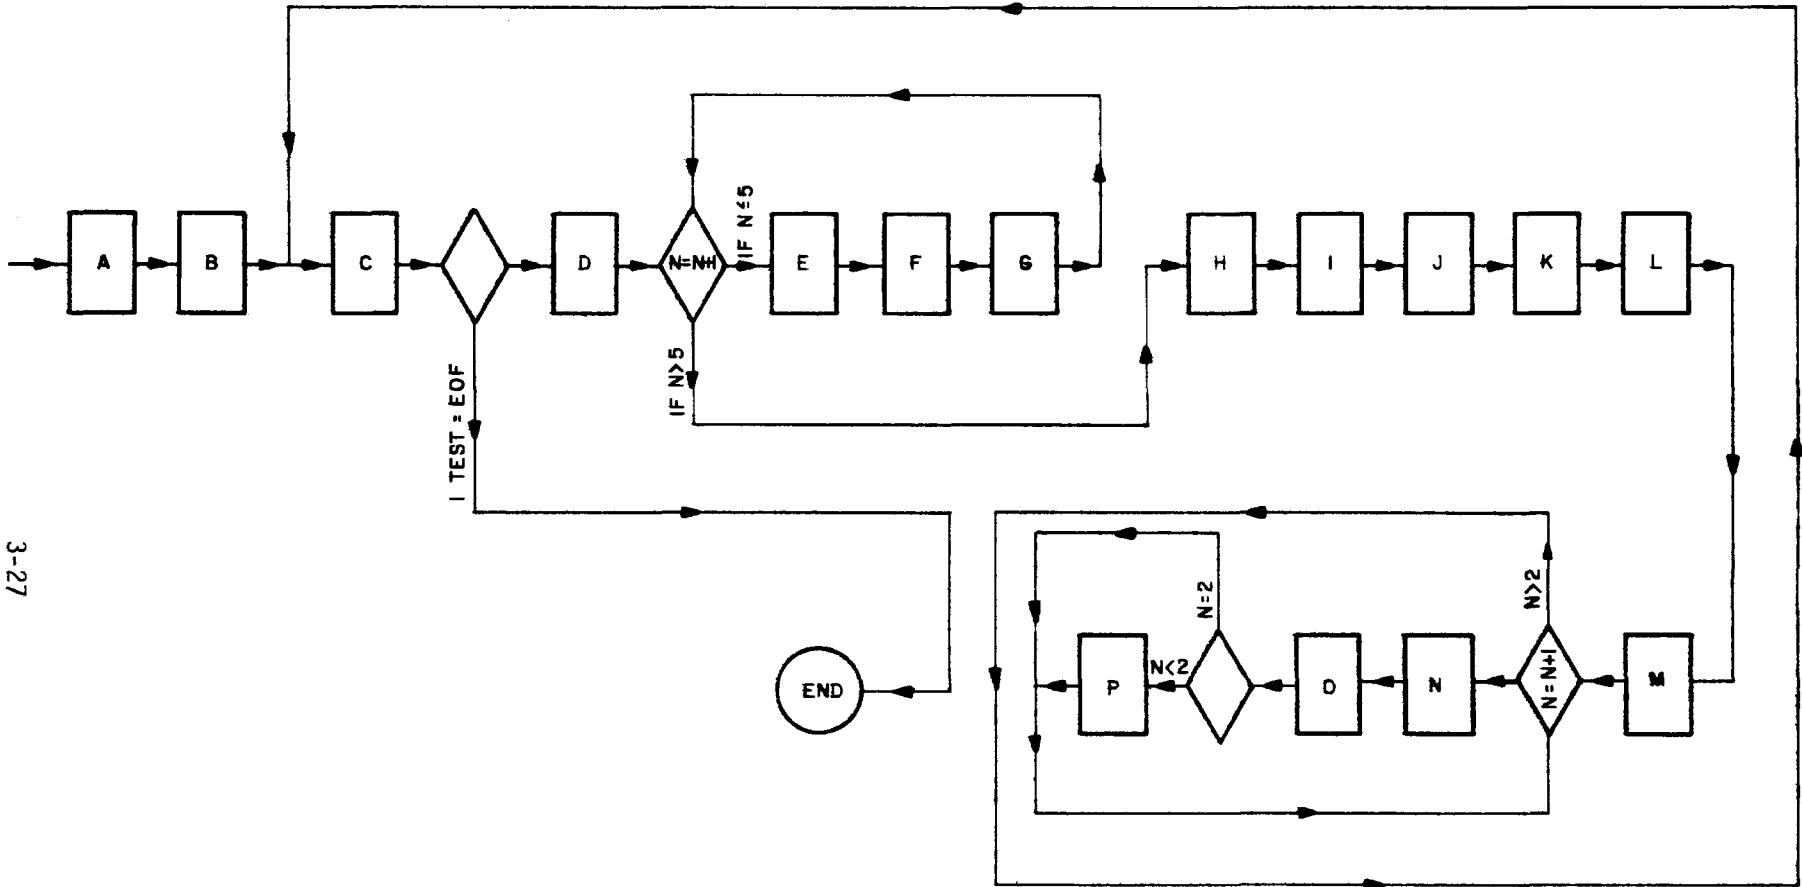 A
B
C
D
N=N+1
IF N≤5
E
F
G
H
I
J
K
L
IF N>5
I TEST = EOF
M
N=N+1
N>2
N
O
N=2
N<2
P
END
3-27